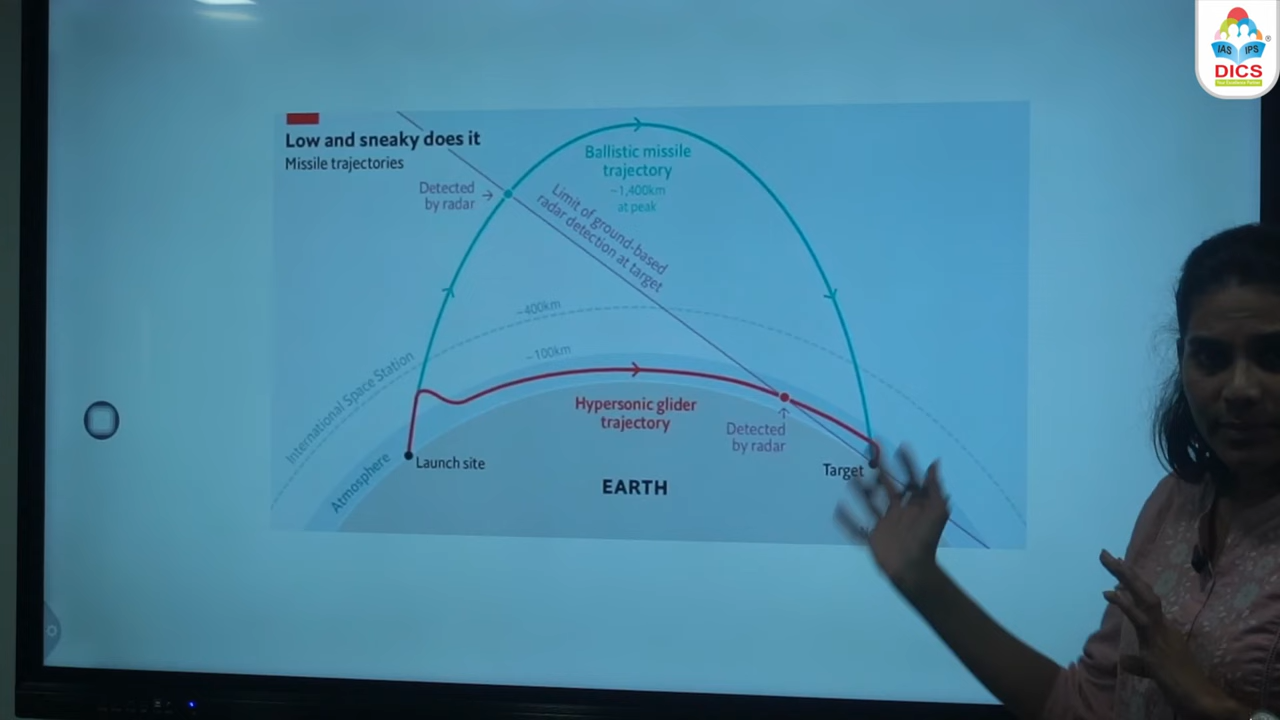 IAS IPS
DICS
Low and sneaky does it
Missile trajectories
Ballistic missile
trajectory
~1,400km
at peak
Detected
by radar
Limit of ground-based
radar detection at target
~400km
~100km
International Space Station
Hypersonic glider
trajectory
Detected
by radar
Launch site
Target
Atmosphere
EARTH